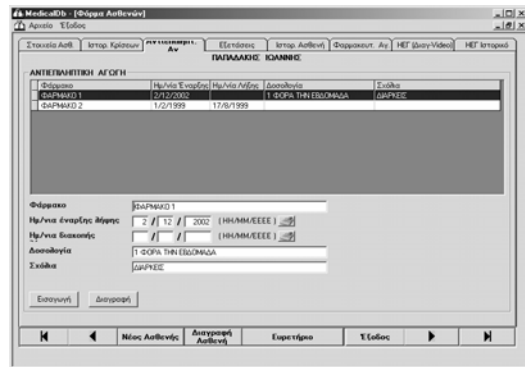 MedicalDb - [Φόρμα Ασθενών]
Αρχείο Έξοδος
Στοιχεία Ασθ. Ιστορ. Κρίσεων Αντιεπιληπτ. Αγ Εξετάσεις Ιστορ. Ασθενή Φαρμακευτ. Αγ. ΗΕΓ (Διαγ-Video) ΗΕΓ Ιστορικό
ΠΑΠΑΔΑΚΗΣ ΙΩΑΝΝΗΣ
ΑΝΤΙΕΠΙΛΗΠΤΙΚΗ ΑΓΩΓΗ
Φάρμακο Ημ/νία Έναρξης Ημ/νία Λήξης Δοσολογία Σχόλια
ΦΑΡΜΑΚΟ 1 2/12/2002 1 ΦΟΡΑ ΤΗΝ ΕΒΔΟΜΑΔΑ ΔΙΑΡΚΕΙΣ
ΦΑΡΜΑΚΟ 2 1/2/1999 17/8/1999
Φάρμακο ΦΑΡΜΑΚΟ 1
Ημ/νια έναρξης λήψης 2 / 12 / 2002 (ΗΗ/ΜΜ/ΕΕΕΕ)
Ημ/νια διακοπής / / (ΗΗ/ΜΜ/ΕΕΕΕ)
Δοσολογία 1 ΦΟΡΑ ΤΗΝ ΕΒΔΟΜΑΔΑ
Σχόλια ΔΙΑΡΚΕΙΣ
Εισαγωγή Διαγραφή
Νέος Ασθενής Διαγραφή Ασθενή Ευρετήριο Έξοδος